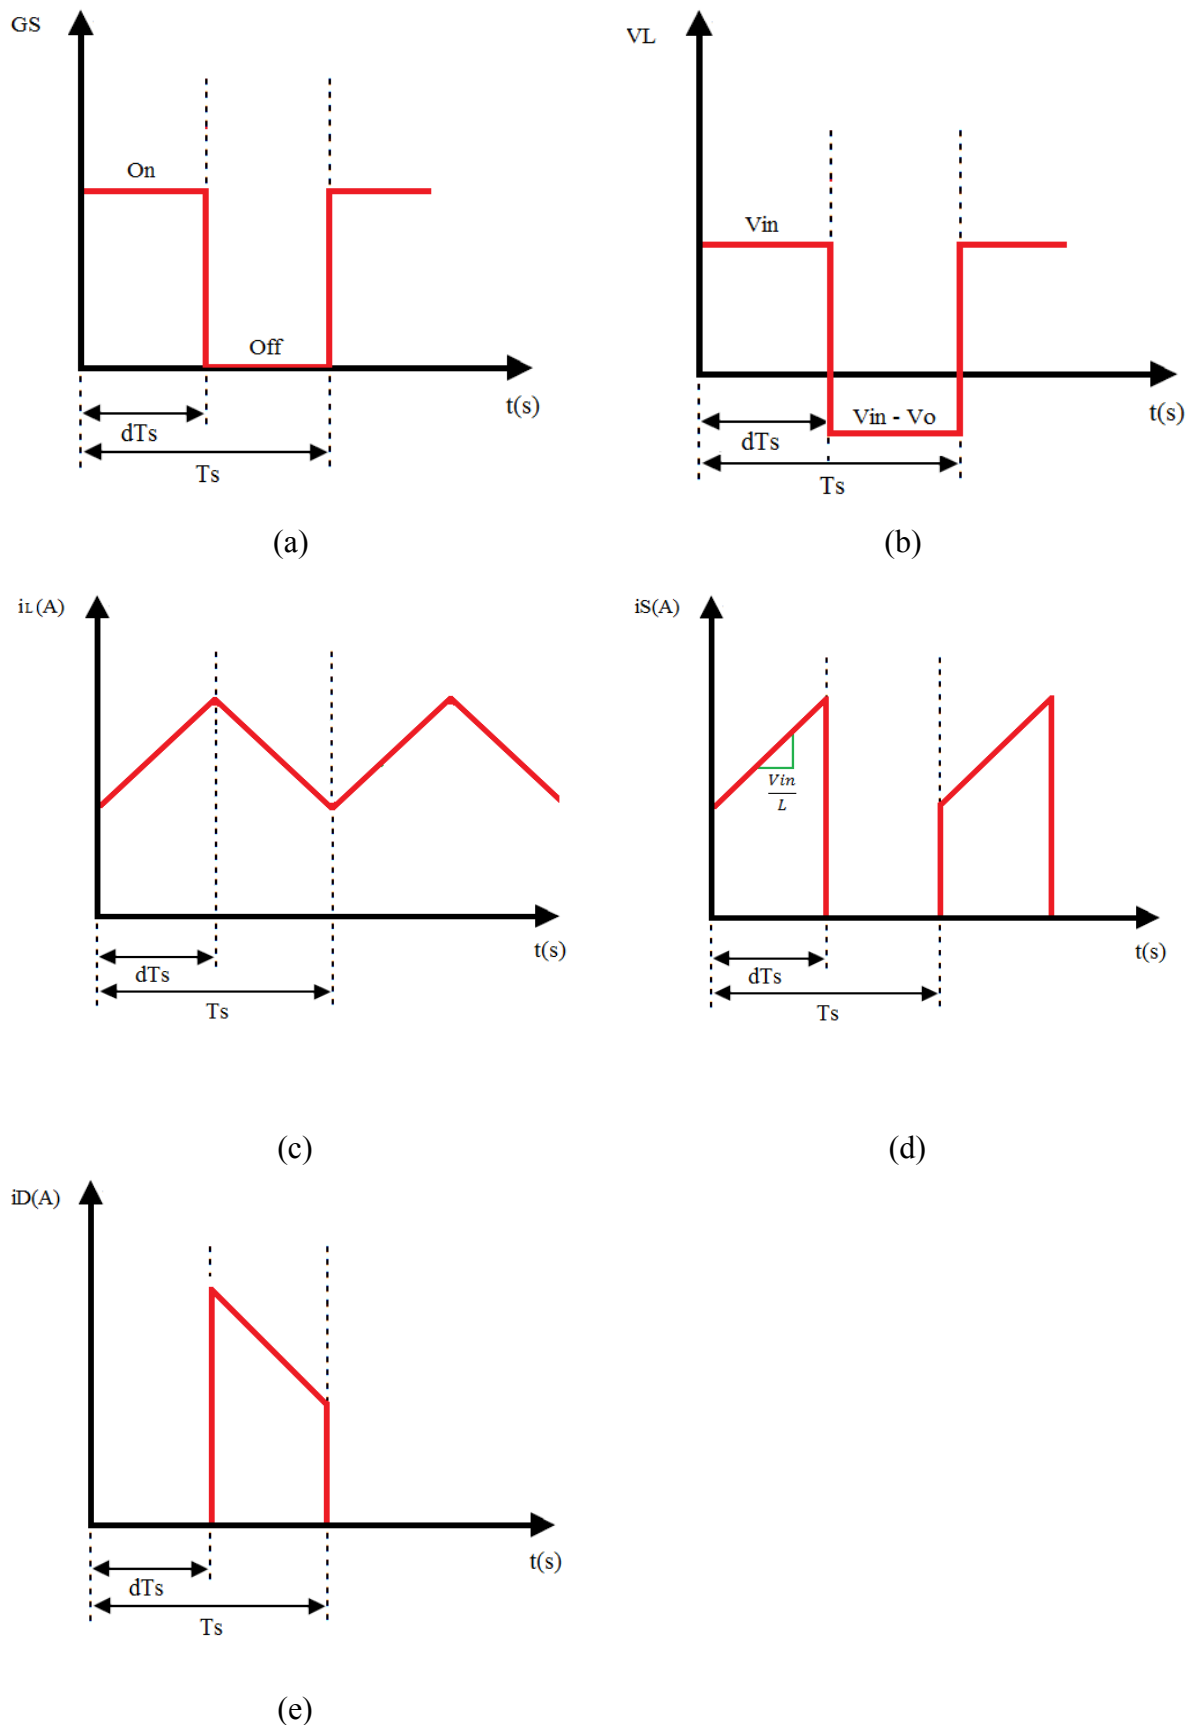 GS
On
Off
t(s)
dTs
Ts
(a)
VL
Vin
Vin - Vo
t(s)
dTs
Ts
(b)
iL(A)
t(s)
dTs
Ts
(c)
iS(A)
Vin
L
t(s)
dTs
Ts
(d)
iD(A)
t(s)
dTs
Ts
(e)